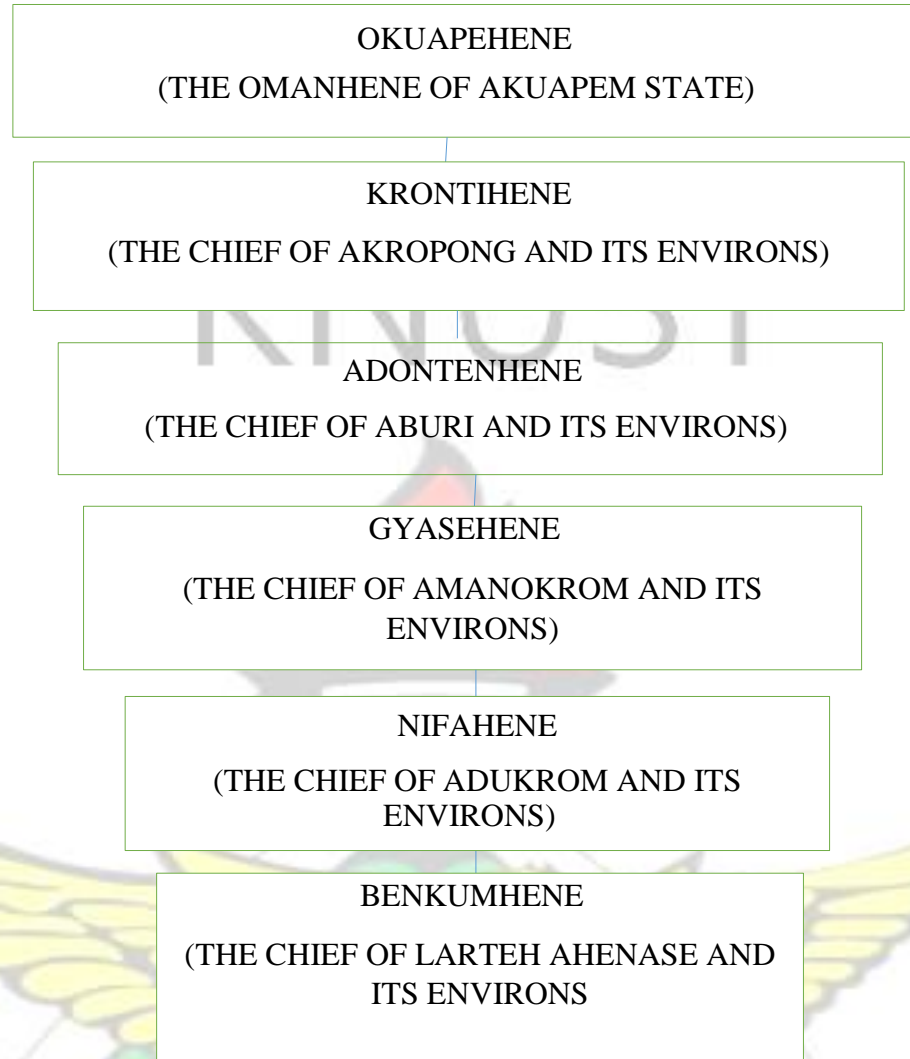 OKUAPEHENE
(THE OMANHENE OF AKUAPEM STATE)
KRONTIHENE
(THE CHIEF OF AKROPONG AND ITS ENVIRONS)
KNUST
ADONTENHENE
(THE CHIEF OF ABURI AND ITS ENVIRONS)
GYASEHENE
(THE CHIEF OF AMANOKROM AND ITS
ENVIRONS)
NIFAHENE
(THE CHIEF OF ADUKROM AND ITS
ENVIRONS)
BENKUMHENE
(THE CHIEF OF LARTEH AHENASE AND
ITS ENVIRONS